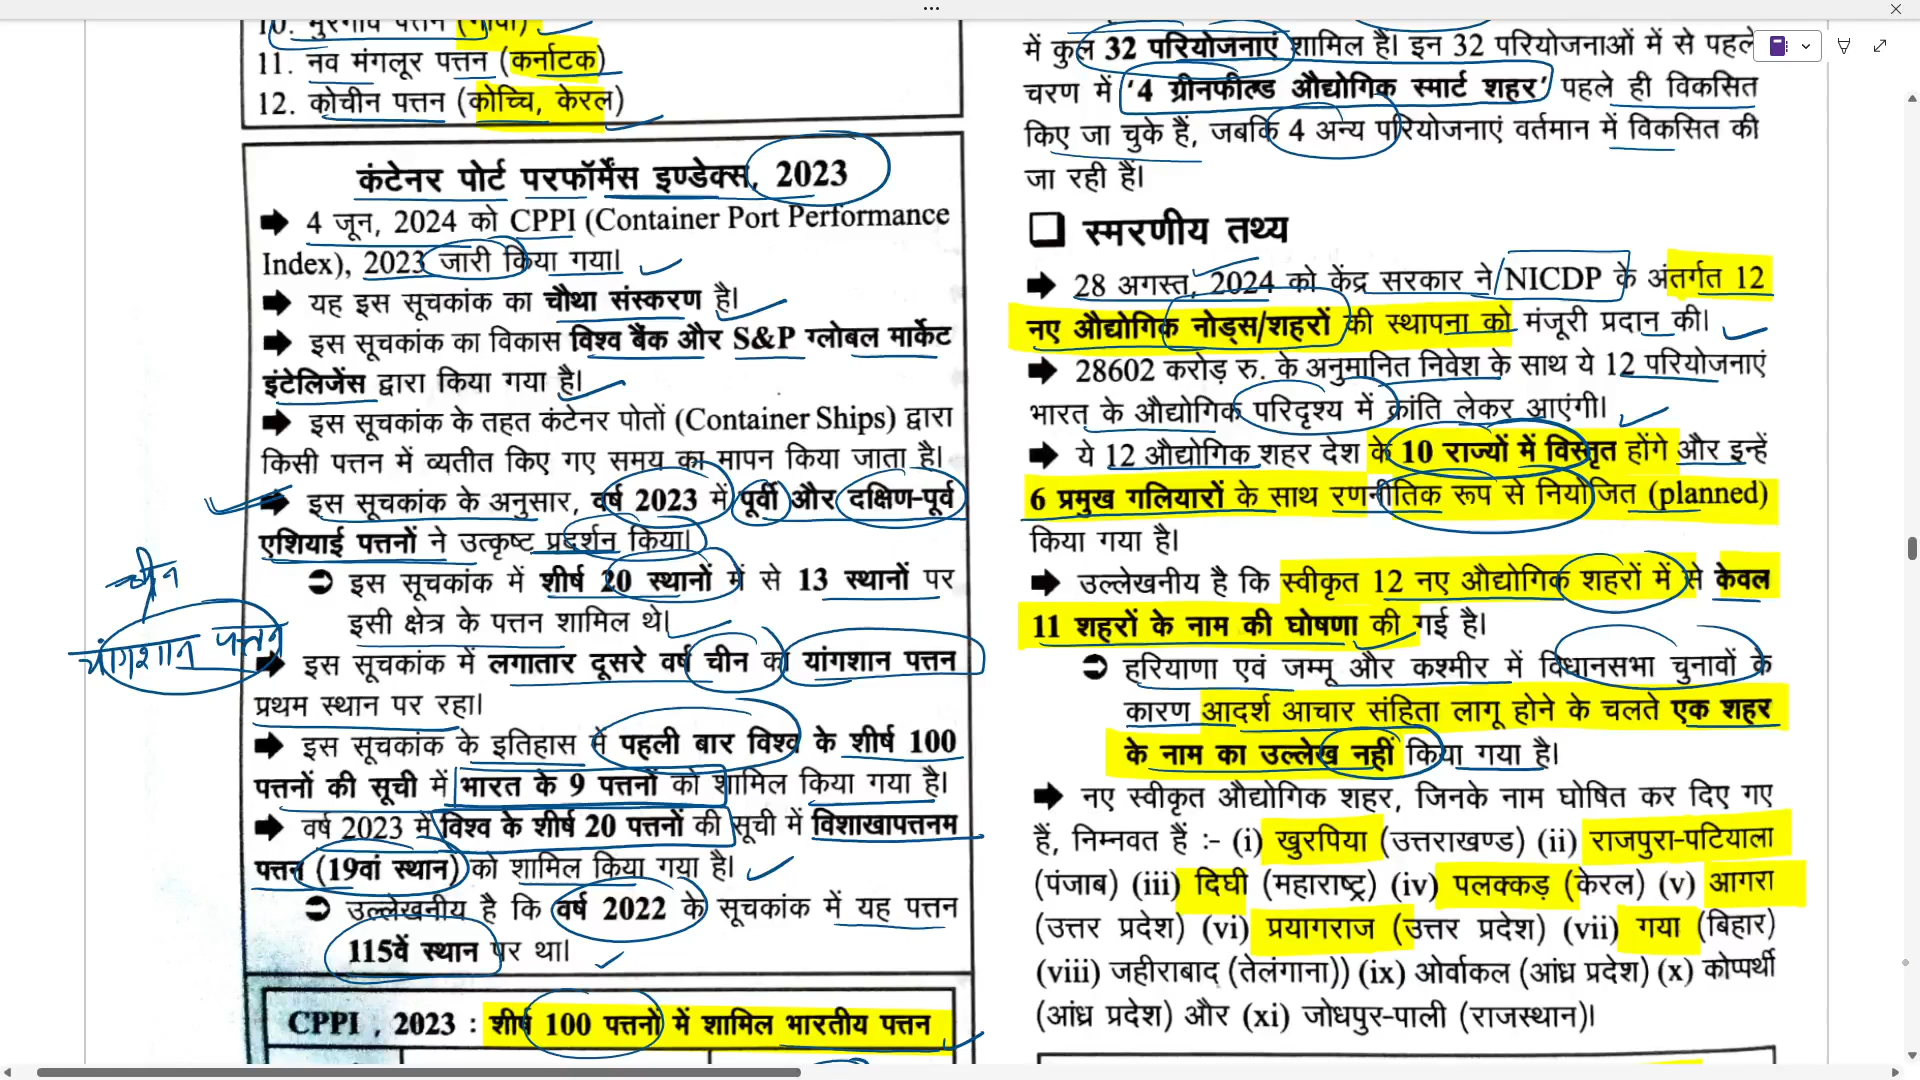 10. मुरगांव पत्तन (गोवा)
11. नव मंगलूर पत्तन (कर्नाटक)
12. कोचीन पत्तन (कोच्चि, केरल)
कंटेनर पोर्ट परफॉर्मेंस इण्डेक्स, 2023
➡ 4 जून, 2024 को CPPI (Container Port Performance
Index), 2023 जारी किया गया।
➡ यह इस सूचकांक का चौथा संस्करण है।
➡ इस सूचकांक का विकास विश्व बैंक और S&P ग्लोबल मार्केट
इंटेलिजेंस द्वारा किया गया है।
➡ इस सूचकांक के तहत कंटेनर पोतों (Container Ships) द्वारा
किसी पत्तन में व्यतीत किए गए समय का मापन किया जाता है।
➡ इस सूचकांक के अनुसार, वर्ष 2023 में पूर्वी और दक्षिण-पूर्व
एशियाई पत्तनों ने उत्कृष्ट प्रदर्शन किया।
➲ इस सूचकांक में शीर्ष 20 स्थानों में से 13 स्थानों पर
इसी क्षेत्र के पत्तन शामिल थे।
चीन
यांगशान पत्तन
➡ इस सूचकांक में लगातार दूसरे वर्ष चीन का यांगशान पत्तन
प्रथम स्थान पर रहा।
➡ इस सूचकांक के इतिहास में पहली बार विश्व के शीर्ष 100
पत्तनों की सूची में भारत के 9 पत्तनों को शामिल किया गया है।
➡ वर्ष 2023 में विश्व के शीर्ष 20 पत्तनों की सूची में विशाखापत्तनम
पत्तन (19वां स्थान) को शामिल किया गया है।
➲ उल्लेखनीय है कि वर्ष 2022 के सूचकांक में यह पत्तन
115वें स्थान पर था।
CPPI , 2023 : शीर्ष 100 पत्तनों में शामिल भारतीय पत्तन
में कुल 32 परियोजनाएं शामिल हैं। इन 32 परियोजनाओं में से पहले
चरण में '4 ग्रीनफील्ड औद्योगिक स्मार्ट शहर' पहले ही विकसित
किए जा चुके हैं, जबकि 4 अन्य परियोजनाएं वर्तमान में विकसित की
जा रही हैं।
❑ स्मरणीय तथ्य
➡ 28 अगस्त, 2024 को केंद्र सरकार ने NICDP के अंतर्गत 12
नए औद्योगिक नोड्स/शहरों की स्थापना को मंजूरी प्रदान की।
➡ 28602 करोड़ रु. के अनुमानित निवेश के साथ ये 12 परियोजनाएं
भारत के औद्योगिक परिदृश्य में क्रांति लेकर आएंगी।
➡ ये 12 औद्योगिक शहर देश के 10 राज्यों में विस्तृत होंगे और इन्हें
6 प्रमुख गलियारों के साथ रणनीतिक रूप से नियोजित (planned)
किया गया है।
➡ उल्लेखनीय है कि स्वीकृत 12 नए औद्योगिक शहरों में से केवल
11 शहरों के नाम की घोषणा की गई है।
➲ हरियाणा एवं जम्मू और कश्मीर में विधानसभा चुनावों के
कारण आदर्श आचार संहिता लागू होने के चलते एक शहर
के नाम का उल्लेख नहीं किया गया है।
➡ नए स्वीकृत औद्योगिक शहर, जिनके नाम घोषित कर दिए गए
हैं, निम्नवत हैं :- (i) खुरपिया (उत्तराखण्ड) (ii) राजपुरा-पटियाला
(पंजाब) (iii) दिघी (महाराष्ट्र) (iv) पलक्कड़ (केरल) (v) आगरा
(उत्तर प्रदेश) (vi) प्रयागराज (उत्तर प्रदेश) (vii) गया (बिहार)
(viii) जहीराबाद (तेलंगाना)) (ix) ओर्वाकल (आंध्र प्रदेश) (x) कोप्पर्थी
(आंध्र प्रदेश) और (xi) जोधपुर-पाली (राजस्थान)।